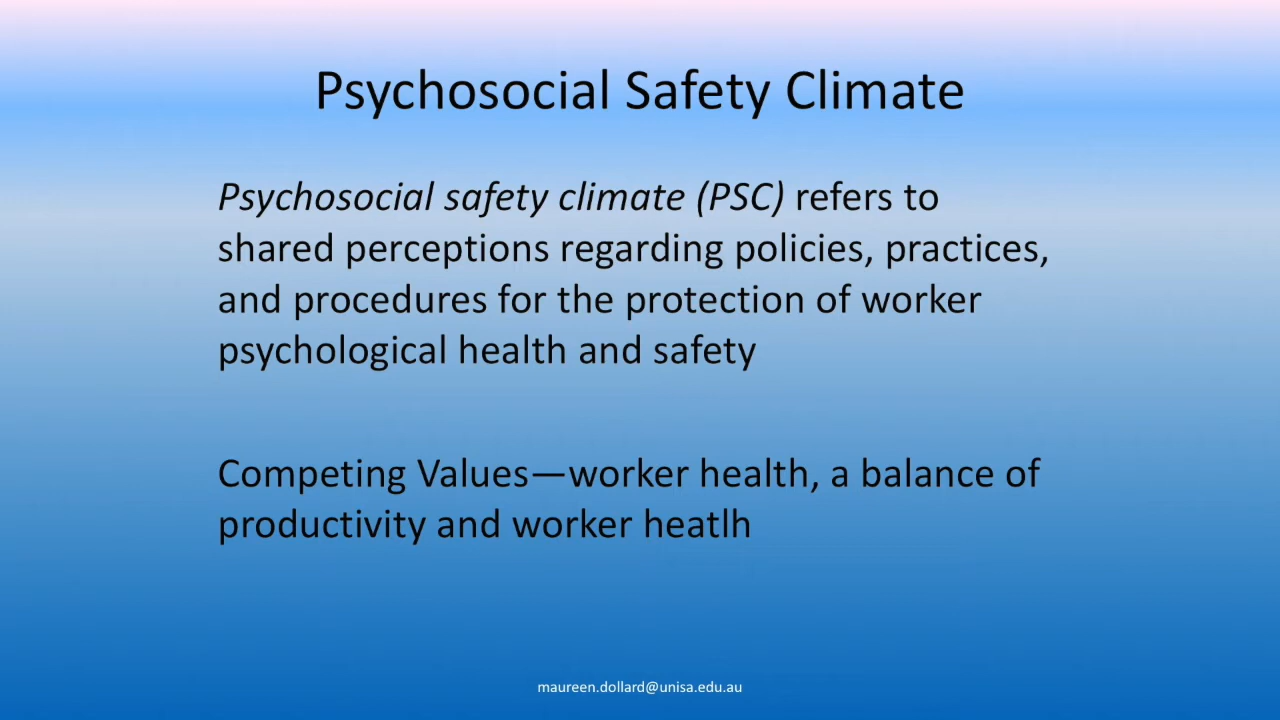 Psychosocial Safety Climate
Psychosocial safety climate (PSC) refers to
shared perceptions regarding policies, practices,
and procedures for the protection of worker
psychological health and safety
Competing Values—worker health, a balance of
productivity and worker heatlh
maureen.dollard@unisa.edu.au